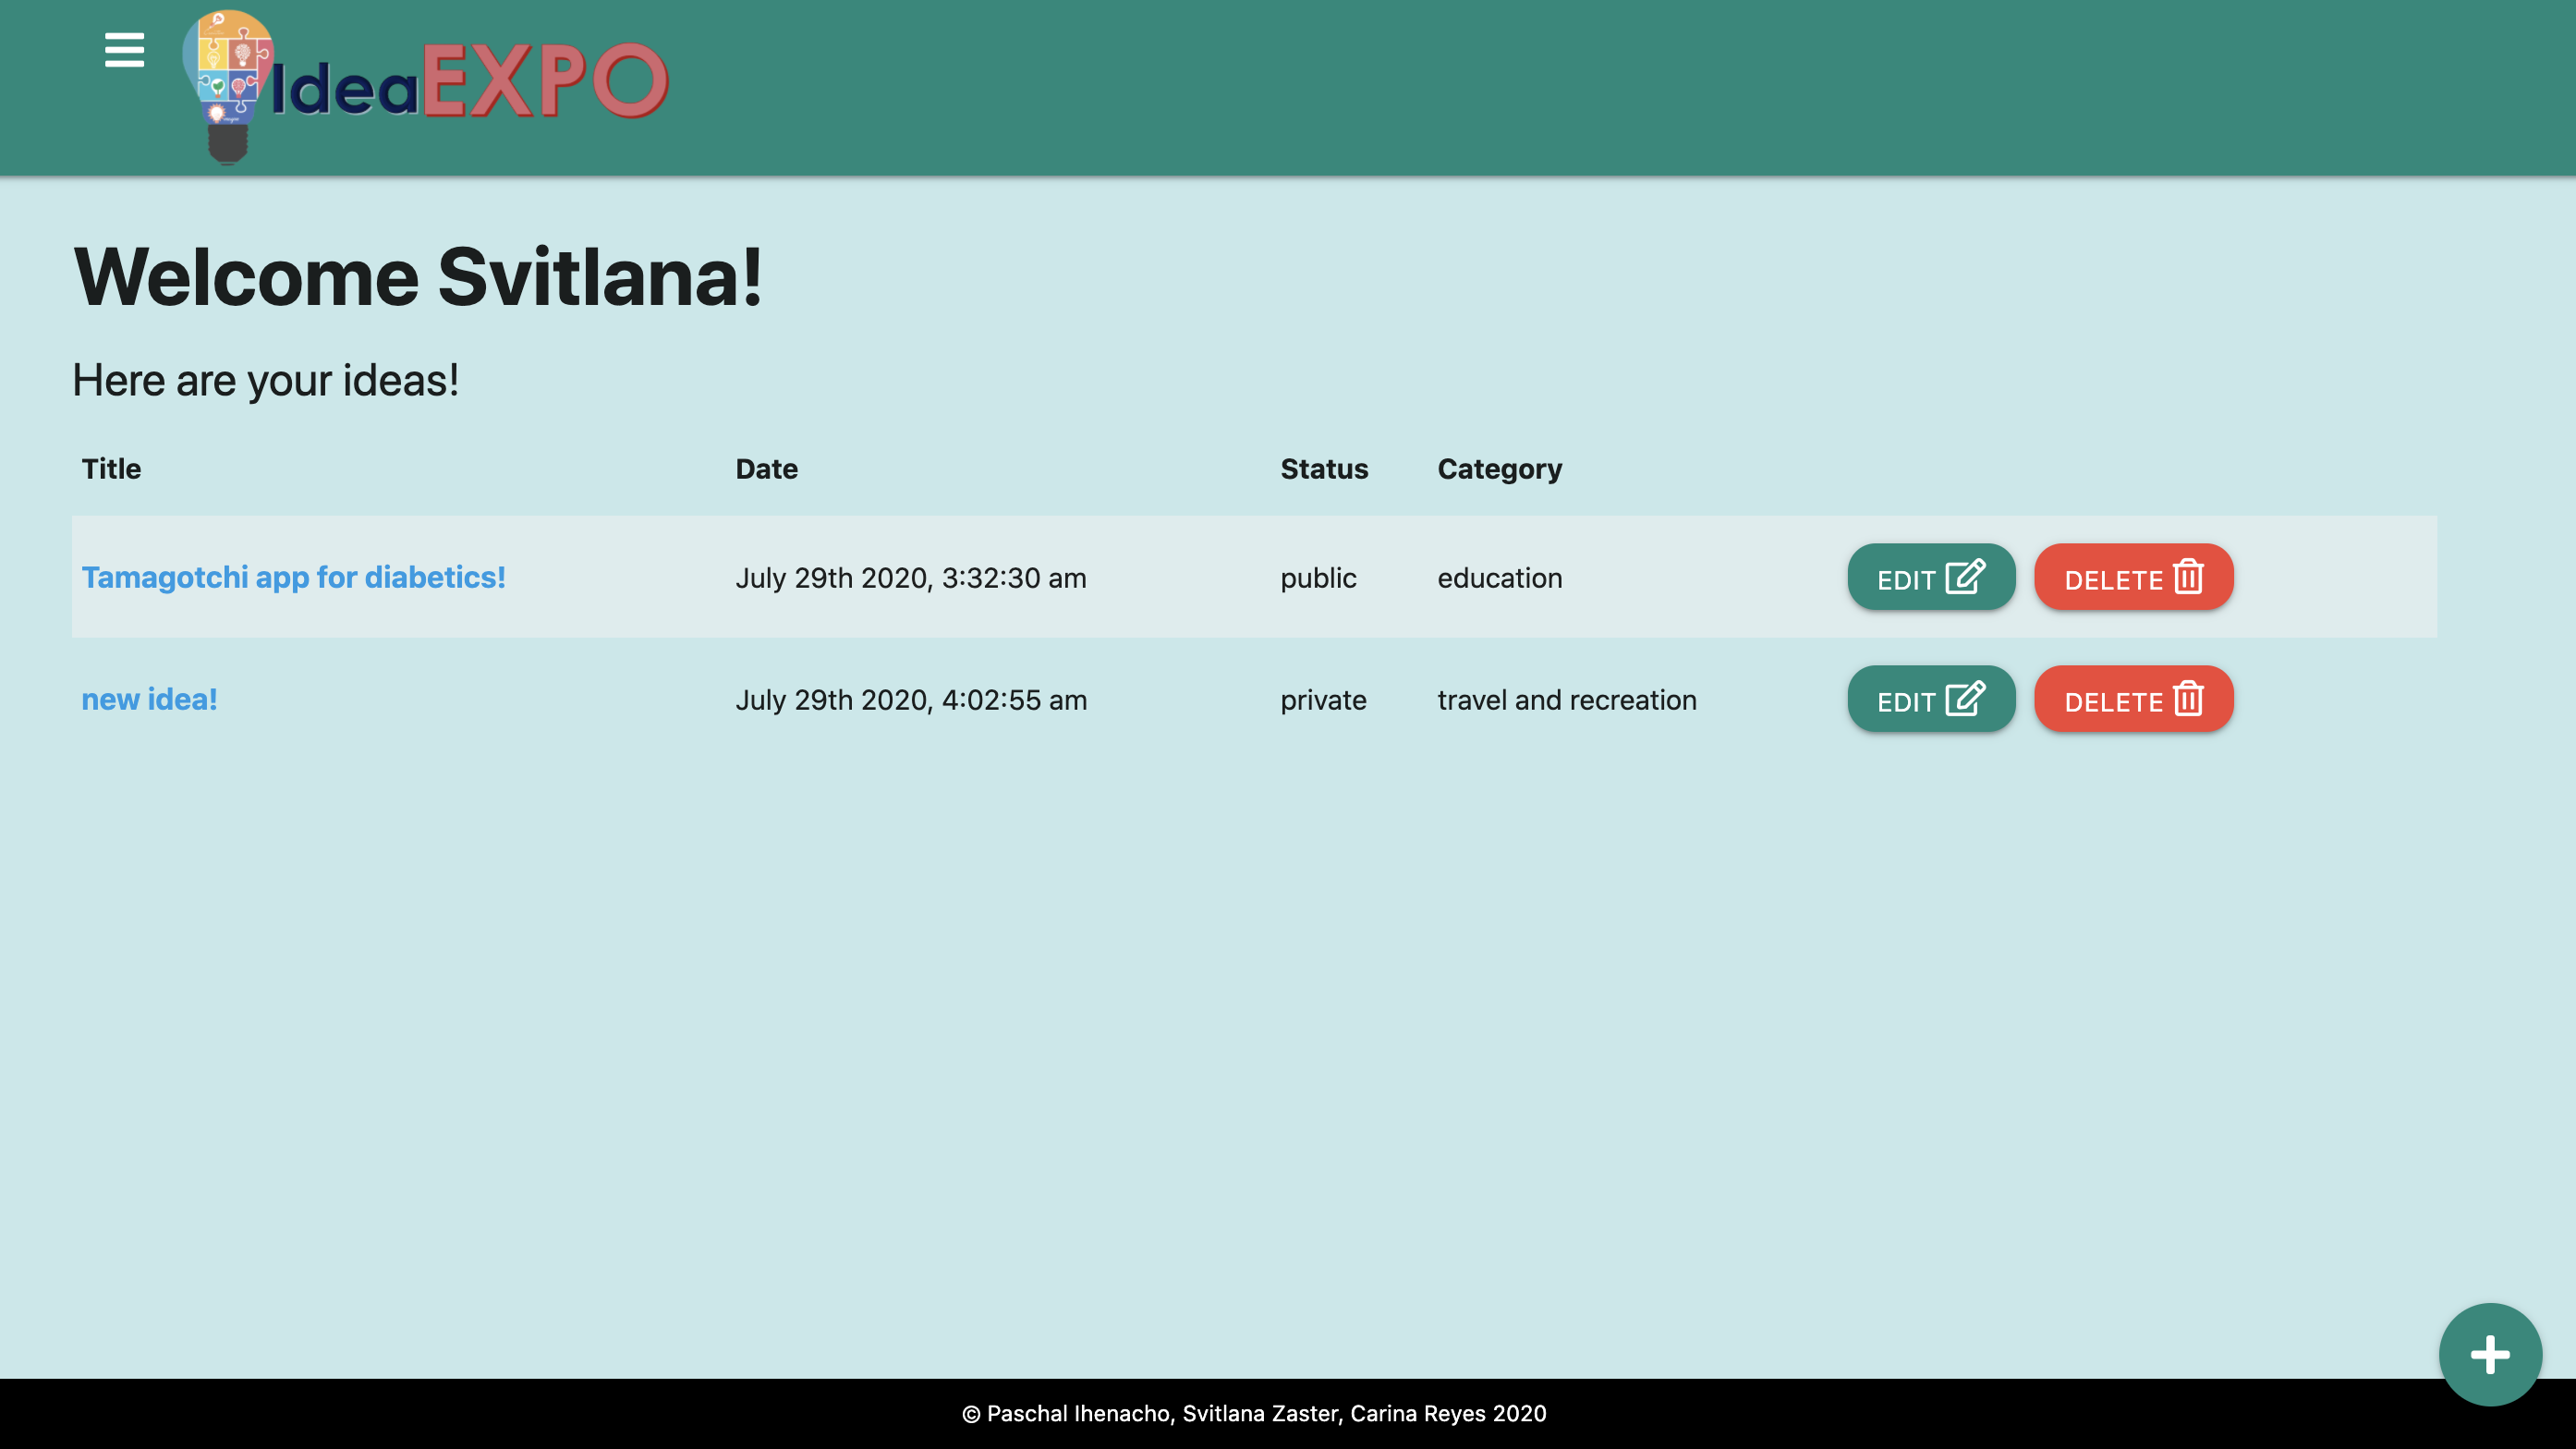 IdeaEXPO
Welcome Svitlana!
Here are your ideas!
Title Date Status Category
Tamagotchi app for diabetics! July 29th 2020, 3:32:30 am public education EDIT DELETE
new idea! July 29th 2020, 4:02:55 am private travel and recreation EDIT DELETE
© Paschal Ihenacho, Svitlana Zaster, Carina Reyes 2020